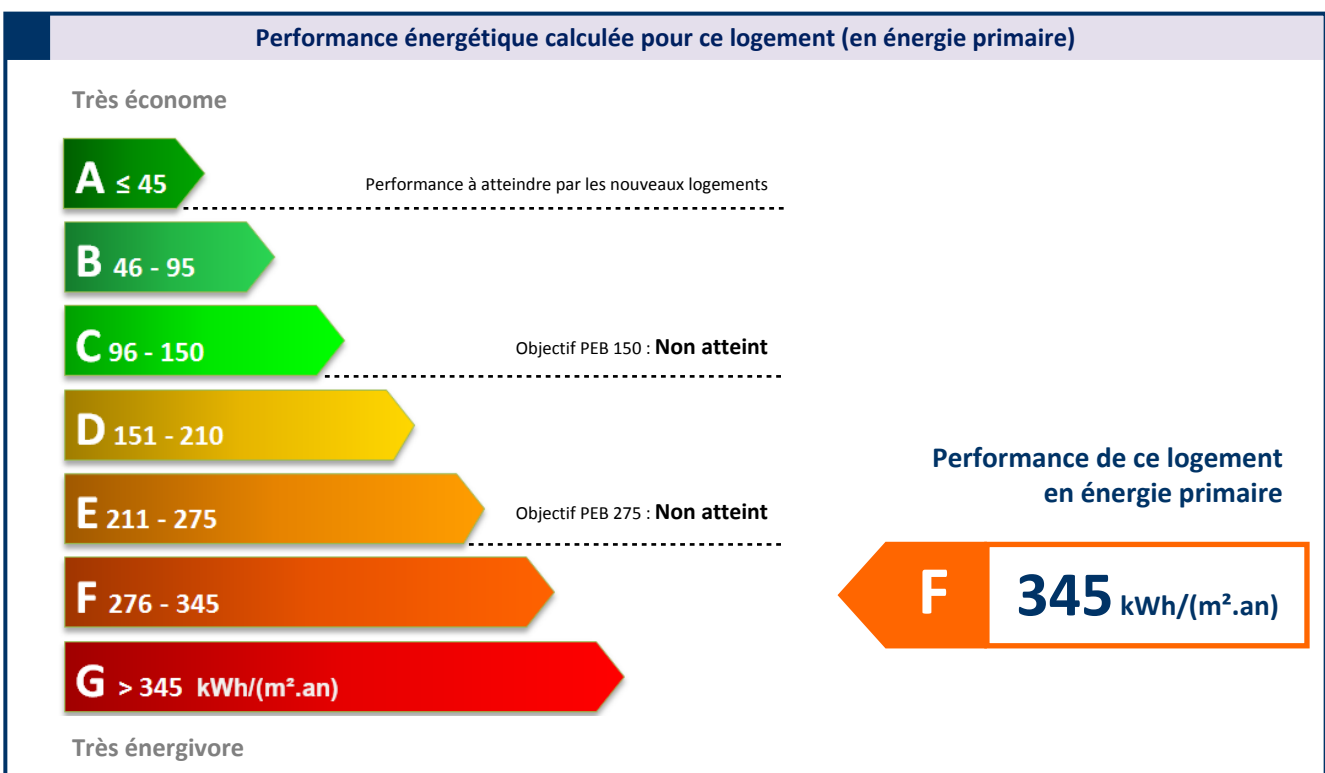 Performance énergétique calculée pour ce logement (en énergie primaire)
Très économe
A ≤ 45
Performance à atteindre par les nouveaux logements
B 46 - 95
C 96 - 150
Objectif PEB 150 : Non atteint
D 151 - 210
E 211 - 275
Objectif PEB 275 : Non atteint
F 276 - 345
G > 345 kWh/(m².an)
Très énergivore
Performance de ce logement
en énergie primaire
F 345 kWh/(m².an)